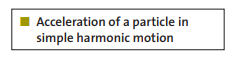 Acceleration of a particle in
simple harmonic motion